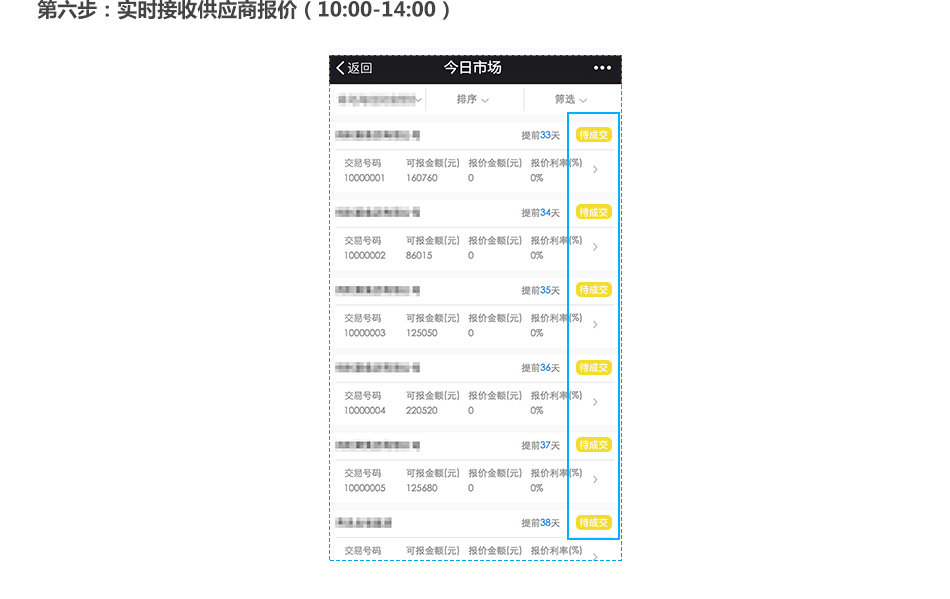 第六步：实时接收供应商报价（10:00-14:00）
返回 今日市场
排序 筛选
提前33天 待成交
交易号码 可报金额(元) 报价金额(元) 报价利率(%)
10000001 160760 0 0%
提前34天 待成交
交易号码 可报金额(元) 报价金额(元) 报价利率(%)
10000002 86015 0 0%
提前35天 待成交
交易号码 可报金额(元) 报价金额(元) 报价利率(%)
10000003 125050 0 0%
提前36天 待成交
交易号码 可报金额(元) 报价金额(元) 报价利率(%)
10000004 220520 0 0%
提前37天 待成交
交易号码 可报金额(元) 报价金额(元) 报价利率(%)
10000005 125680 0 0%
提前38天 待成交
交易号码 可报金额(元) 报价金额(元) 报价利率(%)